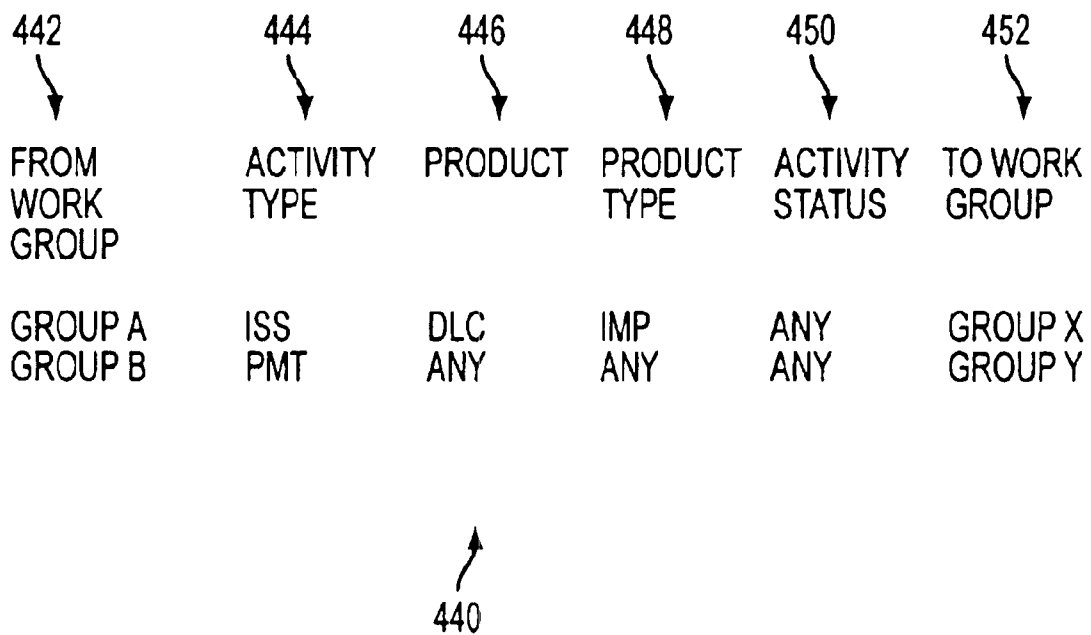 442 444 446 448 450 452
FROM ACTIVITY PRODUCT PRODUCT ACTIVITY TO WORK
WORK TYPE TYPE STATUS GROUP
GROUP
GROUP A ISS DLC IMP ANY GROUP X
GROUP B PMT ANY ANY ANY GROUP Y
440